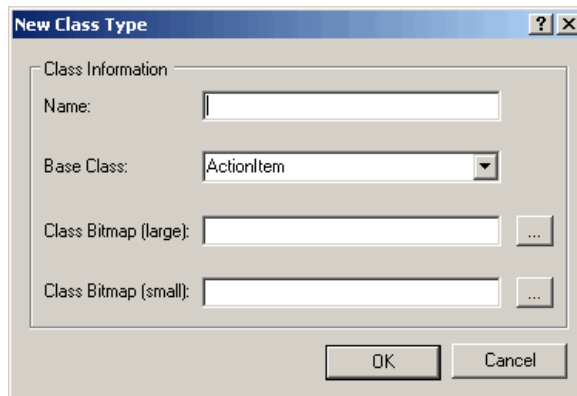 New Class Type
?
Class Information
Name:
Base Class: ActionItem
Class Bitmap (large): ...
Class Bitmap (small): ...
OK Cancel